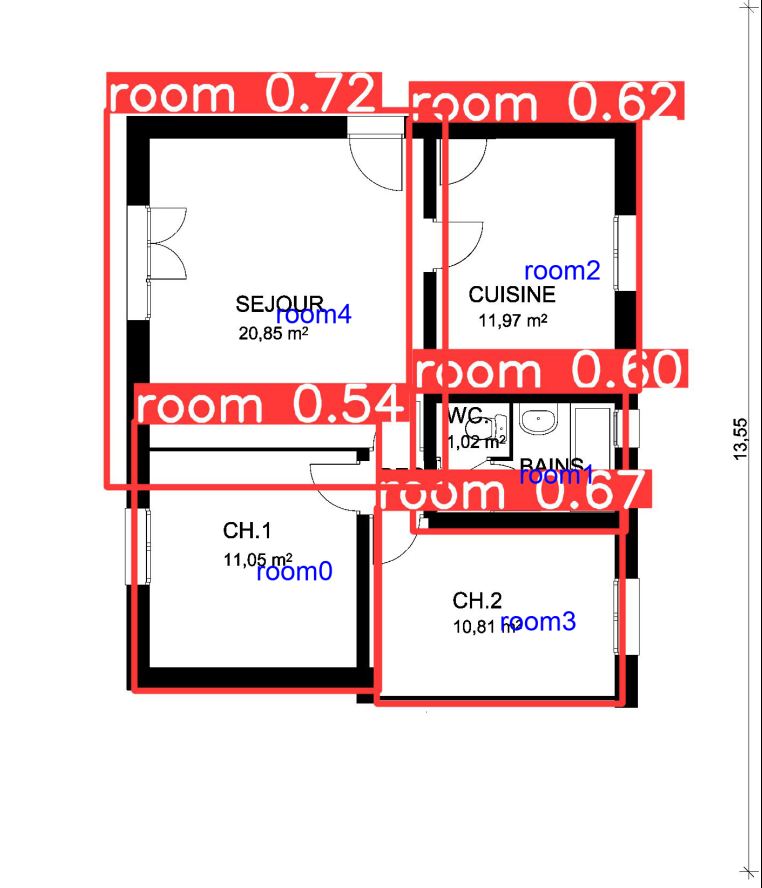 room 0.72
room 0.62
room2
SEJOUR
room4
20,85 m²
CUISINE
11,97 m²
room 0.60
room 0.54
WC.
1,02 m²
BAINS
room1
room 0.67
13,55
CH.1
11,05 m²
room0
CH.2
10,81 m²
room3